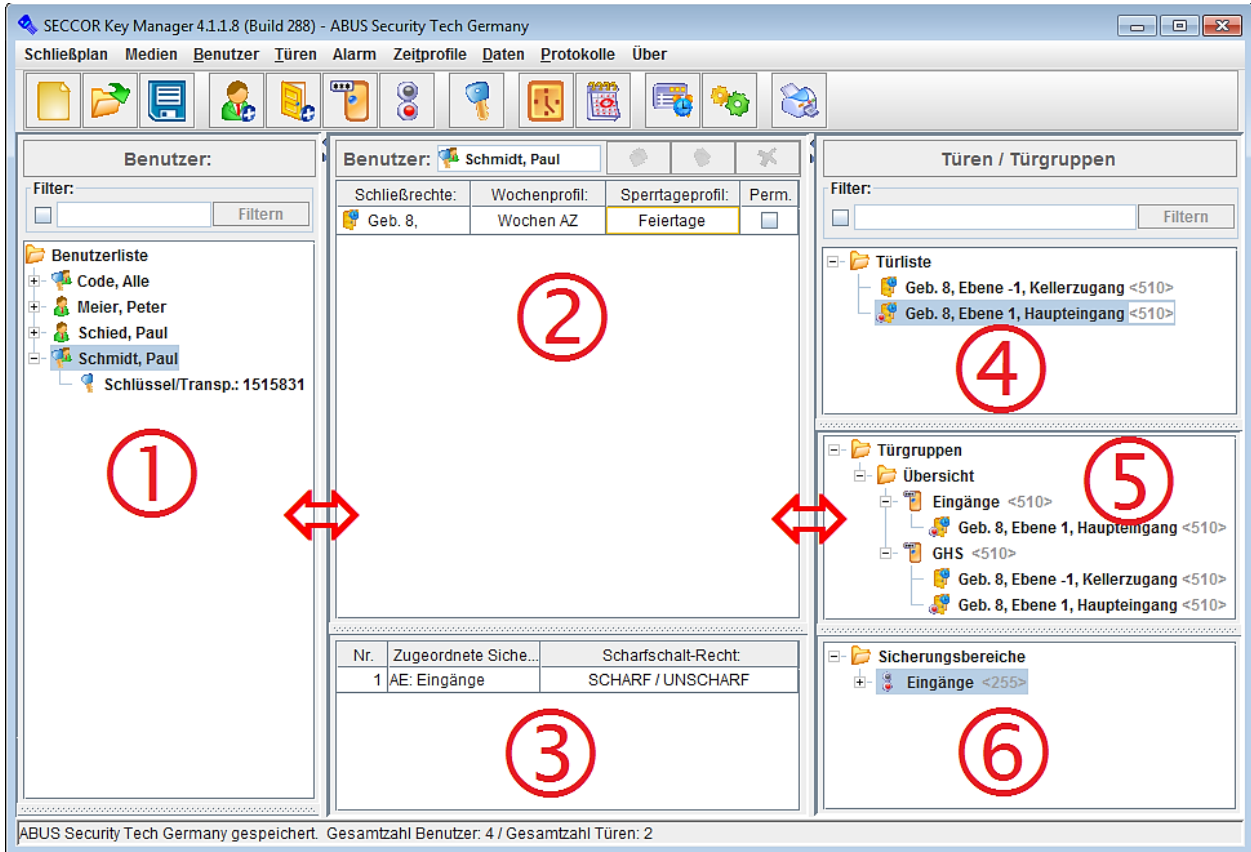 SECCOR Key Manager 4.1.1.8 (Build 288) - ABUS Security Tech Germany
Schließplan Medien Benutzer Türen Alarm Zeitprofile Daten Protokolle Über
Benutzer:
Filter:
Filtern
Benutzerliste
Code, Alle
Meier, Peter
Schied, Paul
Schmidt, Paul
Schlüssel/Transp.: 1515831
1
Benutzer: Schmidt, Paul
Schließrechte: Wochenprofil: Sperrtageprofil: Perm.
Geb. 8, Wochen AZ Feiertage
2
Nr. Zugeordnete Siche... Scharfschalt-Recht:
1 AE: Eingänge SCHARF / UNSCHARF
3
Türen / Türgruppen
Filter:
Filtern
Türliste
Geb. 8, Ebene -1, Kellerzugang <510>
Geb. 8, Ebene 1, Haupteingang <510>
4
Türgruppen
Übersicht
Eingänge <510>
Geb. 8, Ebene 1, Haupteingang <510>
GHS <510>
Geb. 8, Ebene -1, Kellerzugang <510>
Geb. 8, Ebene 1, Haupteingang <510>
5
Sicherungsbereiche
Eingänge <255>
6
ABUS Security Tech Germany gespeichert. Gesamtzahl Benutzer: 4 / Gesamtzahl Türen: 2